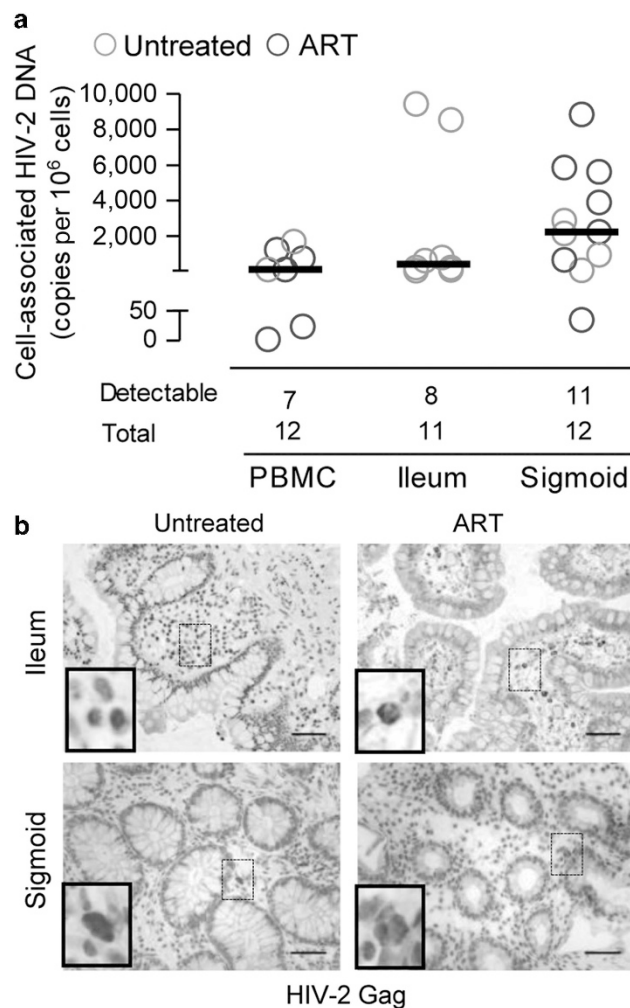 a
Untreated ART
Cell-associated HIV-2 DNA
(copies per 10⁶ cells)
10,000
8,000
6,000
4,000
2,000
50
0
Detectable 7 8 11
Total 12 11 12
PBMC Ileum Sigmoid
b
Untreated ART
Ileum
Sigmoid
HIV-2 Gag